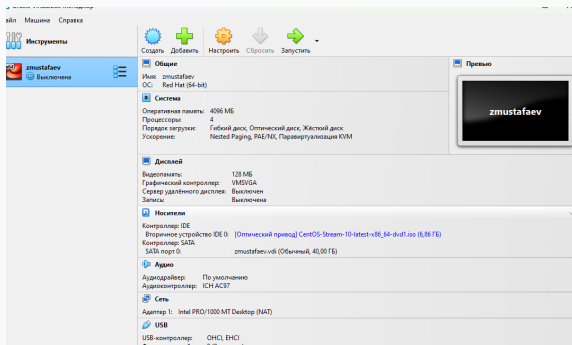 Машина Справка
Инструменты
Создать Добавить Настроить Сбросить Запустить
zmustafaev
Выключена
Общие
Имя: zmustafaev
ОС: Red Hat (64-bit)
Превью
zmustafaev
Система
Оперативная память: 4096 МБ
Процессоры: 4
Порядок загрузки: Гибкий диск, Оптический диск, Жёсткий диск
Ускорение: Nested Paging, PAE/NX, Паравиртуализация KVM
Дисплей
Видеопамять: 128 МБ
Графический контроллер: VMSVGA
Сервер удалённого дисплея: Выключен
Запись: Выключена
Носители
Контроллер: IDE
Вторичное устройство IDE 0: [Оптический привод] CentOS-Stream-10-latest-x86_64-dvd1.iso (6,86 ГБ)
Контроллер: SATA
SATA порт 0: zmustafaev.vdi (Обычный, 40,00 ГБ)
Аудио
Аудиодрайвер: По умолчанию
Аудиоконтроллер: ICH AC97
Сеть
Адаптер 1: Intel PRO/1000 MT Desktop (NAT)
USB
USB-контроллер: OHCI, EHCI